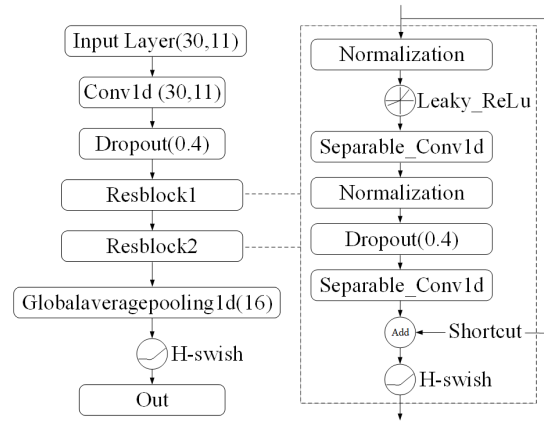 Input Layer(30,11)
Conv1d (30,11)
Dropout(0.4)
Resblock1
Resblock2
Globalaveragepooling1d(16)
H-swish
Out
Normalization
Leaky_ReLu
Separable_Conv1d
Normalization
Dropout(0.4)
Separable_Conv1d
Add
Shortcut
H-swish